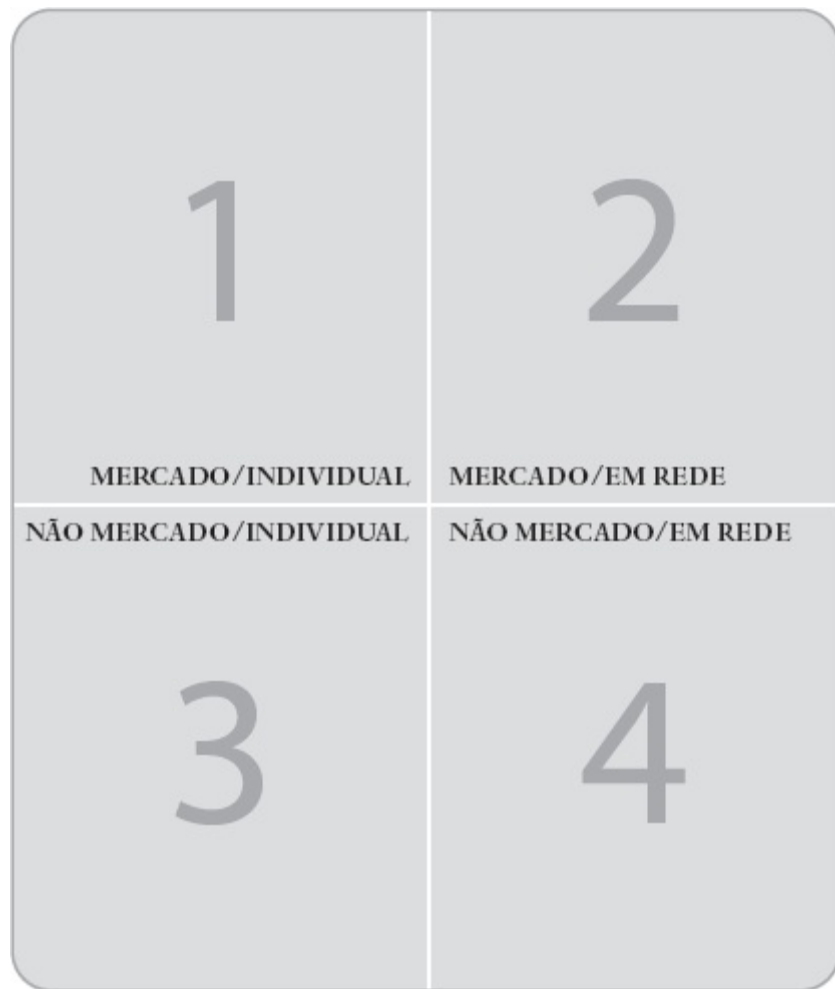 1
2
MERCADO/INDIVIDUAL
MERCADO/EM REDE
NÃO MERCADO/INDIVIDUAL
NÃO MERCADO/EM REDE
3
4